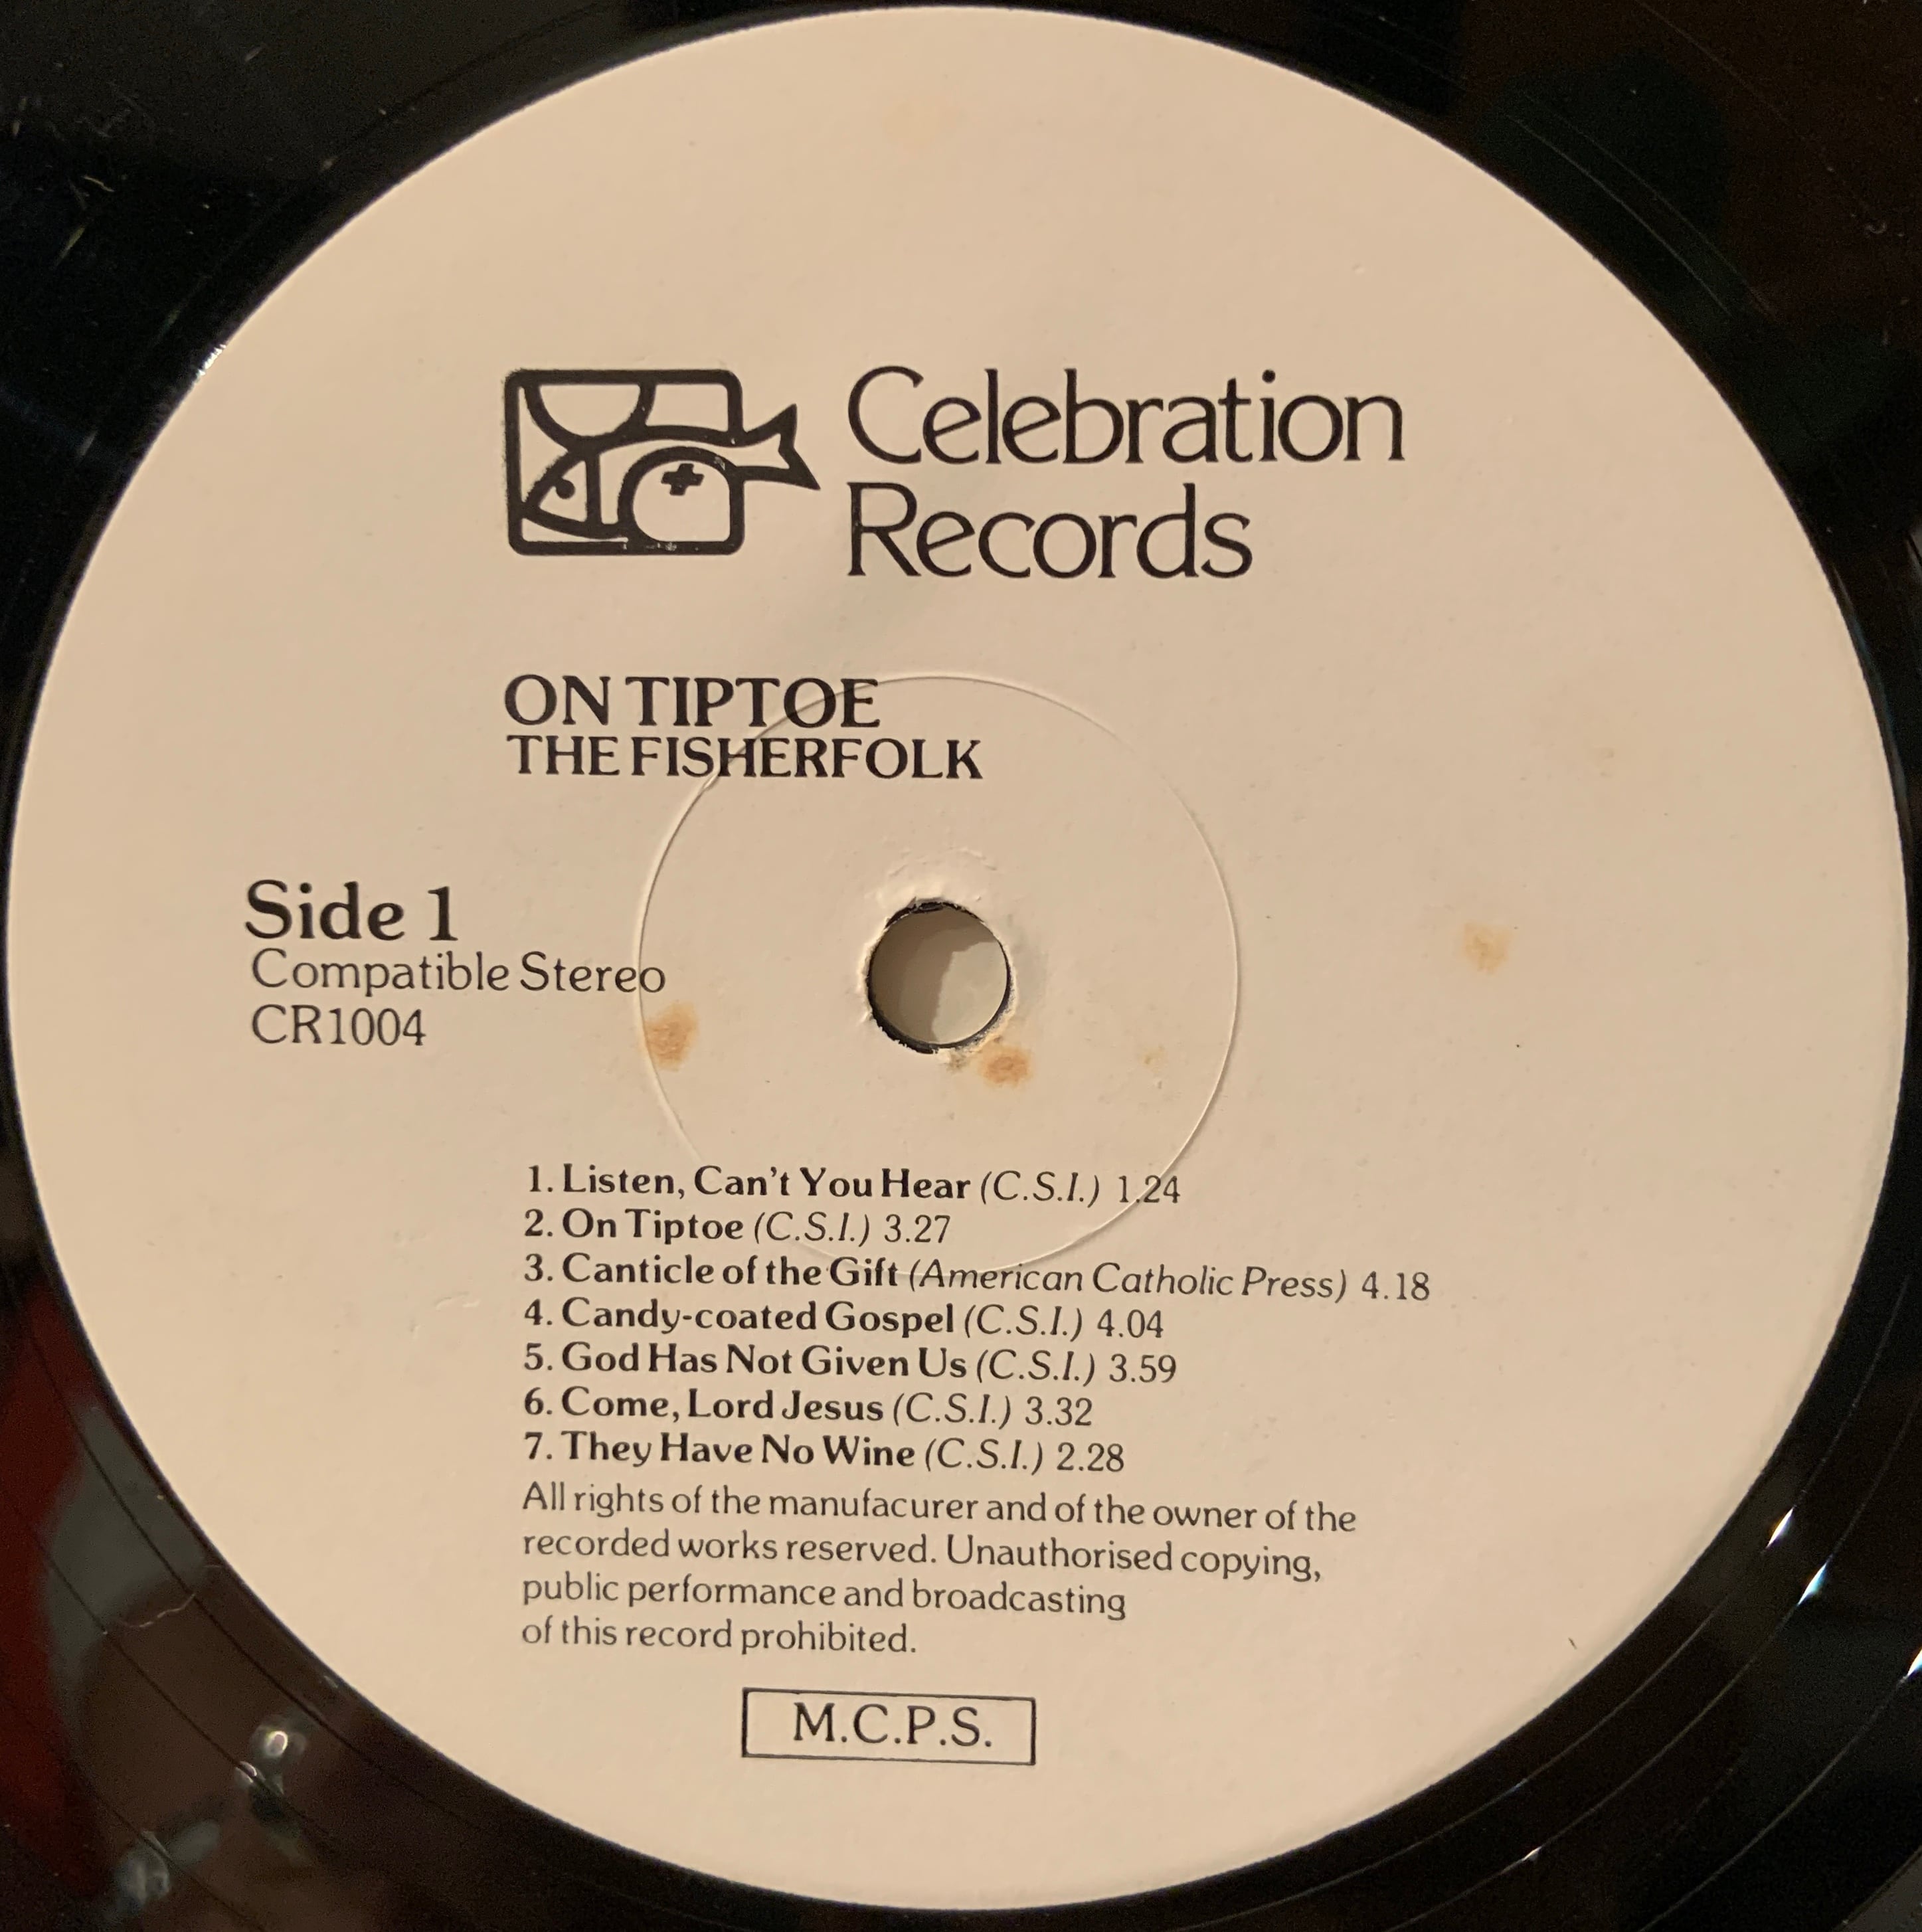 Celebration
Records
ON TIPTOE
THE FISHERFOLK
Side 1
Compatible Stereo
CR1004
1. Listen, Can't You Hear (C.S.I.) 1.24
2. On Tiptoe (C.S.I.) 3.27
3. Canticle of the Gift (American Catholic Press) 4.18
4. Candy-coated Gospel (C.S.I.) 4.04
5. God Has Not Given Us (C.S.I.) 3.59
6. Come, Lord Jesus (C.S.I.) 3.32
7. They Have No Wine (C.S.I.) 2.28
All rights of the manufacurer and of the owner of the
recorded works reserved. Unauthorised copying,
public performance and broadcasting
of this record prohibited.
M.C.P.S.